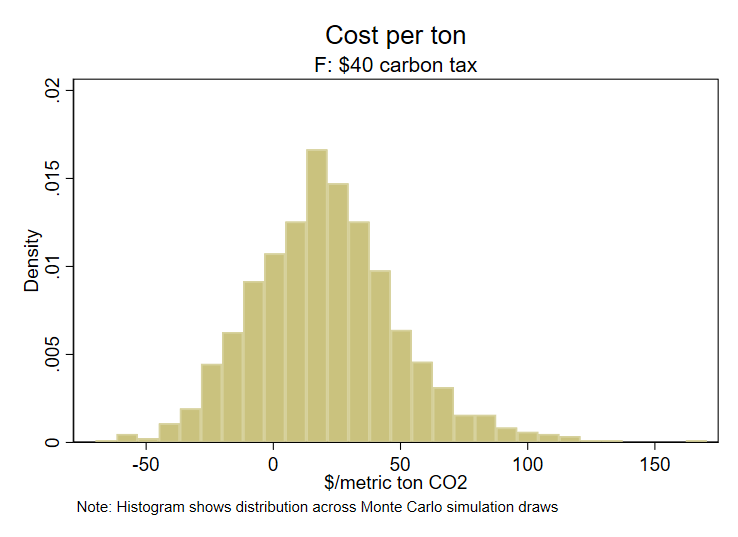 Cost per ton
F: $40 carbon tax
.02
.015
.01
.005
0
Density
-50 0 50 100 150
$/metric ton CO2
Note: Histogram shows distribution across Monte Carlo simulation draws